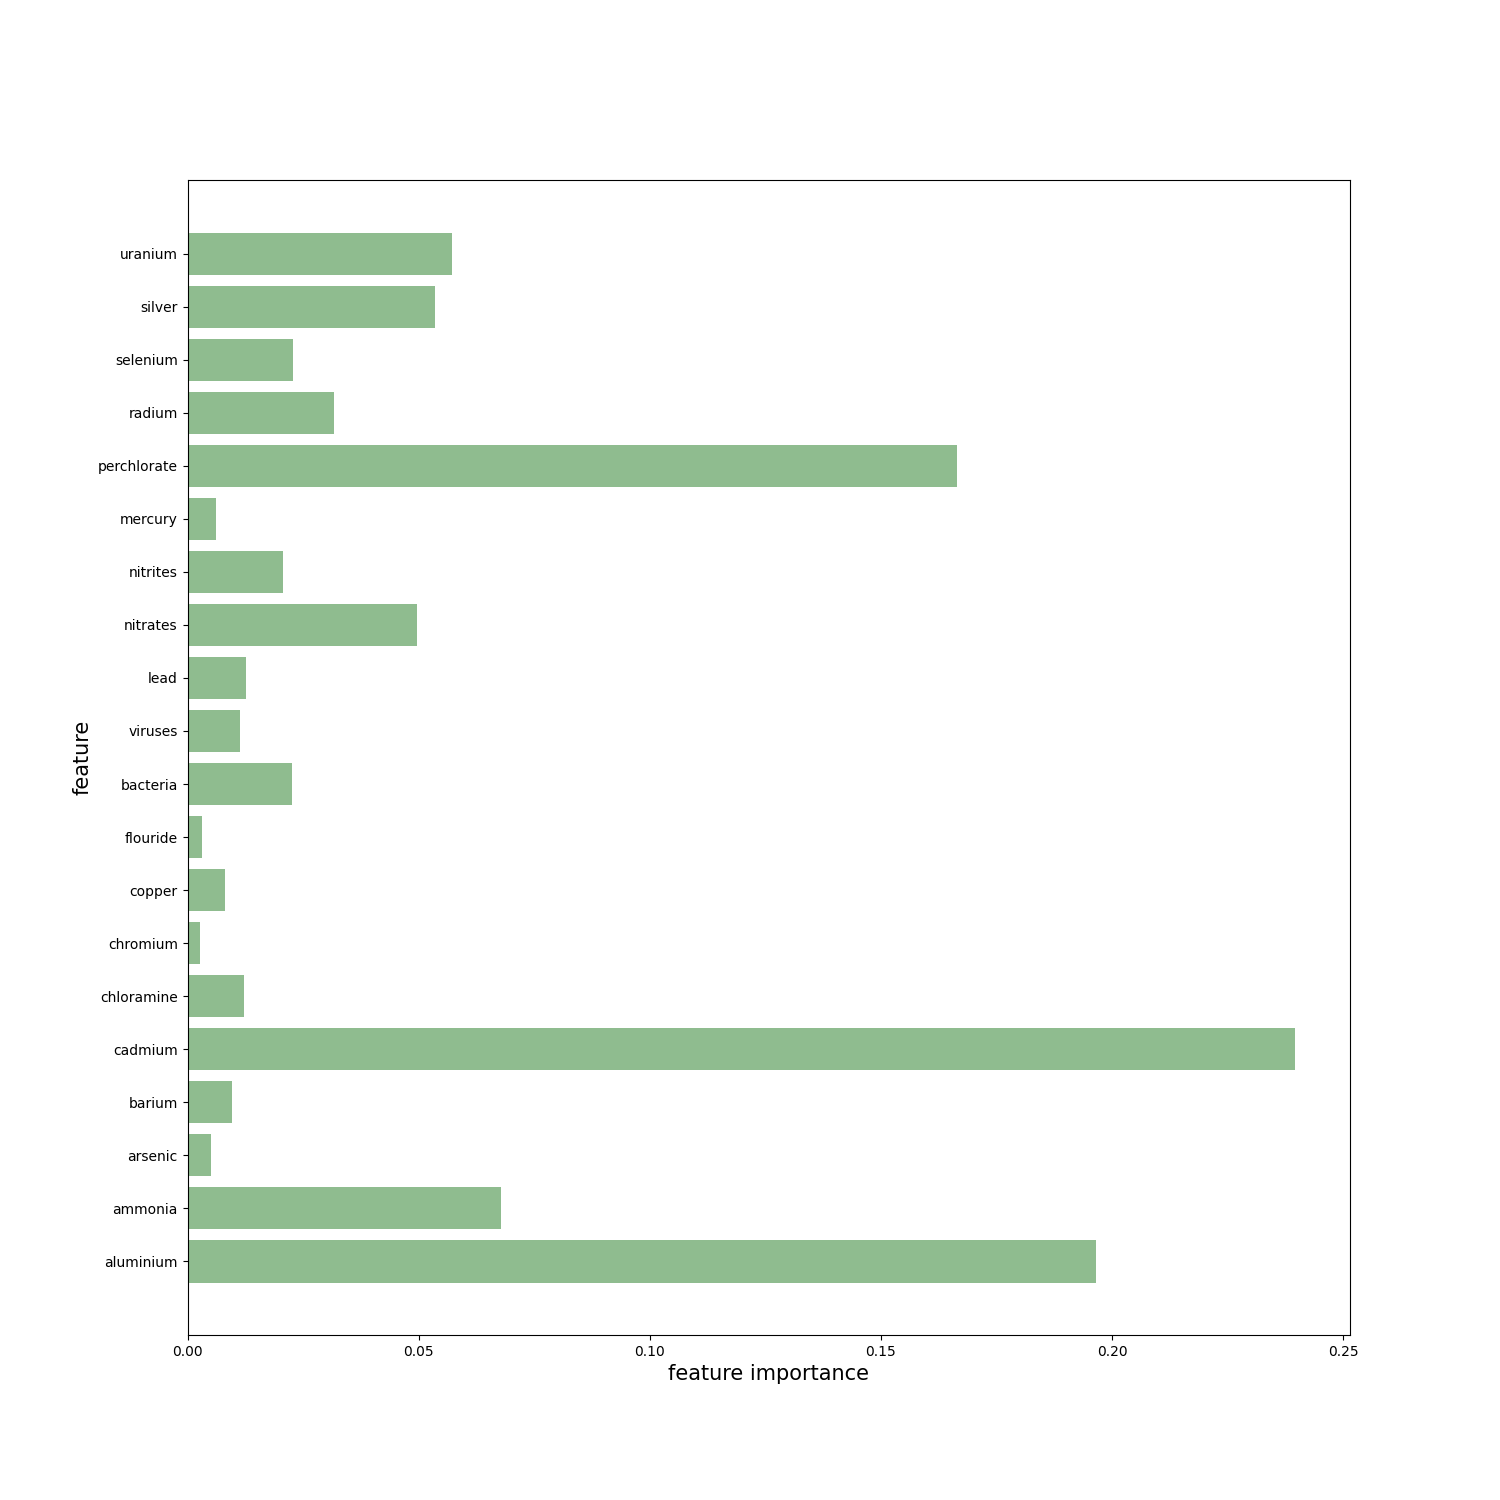 uranium
silver
selenium
radium
perchlorate
mercury
nitrites
nitrates
lead
viruses
bacteria
flouride
copper
chromium
chloramine
cadmium
barium
arsenic
ammonia
aluminium
feature
0.00 0.05 0.10 0.15 0.20 0.25
feature importance